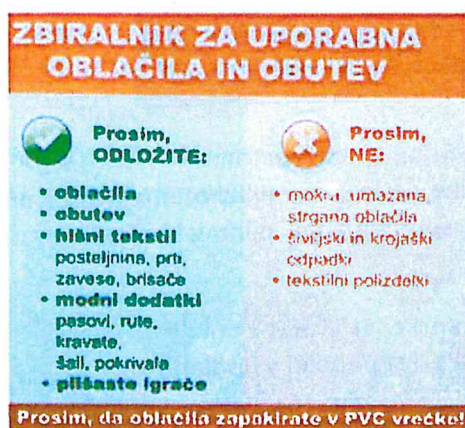 ZBIRALNIK ZA UPORABNA
OBLAČILA IN OBUTEV
Prosim,
ODLOŽITE:
• oblačila
• obutev
• hišni tekstil
posteljnina, prti,
zavese, brisače
• modni dodatki
pasovi, rute,
kravate,
šali, pokrivala
• plišaste igrače
Prosim,
NE:
• mokra, umazana
strgana oblačila
• šiviljski in krojaški
odpadki
• tekstilni polizdelki
Prosim, da oblačila zapakirate v PVC vrečke!